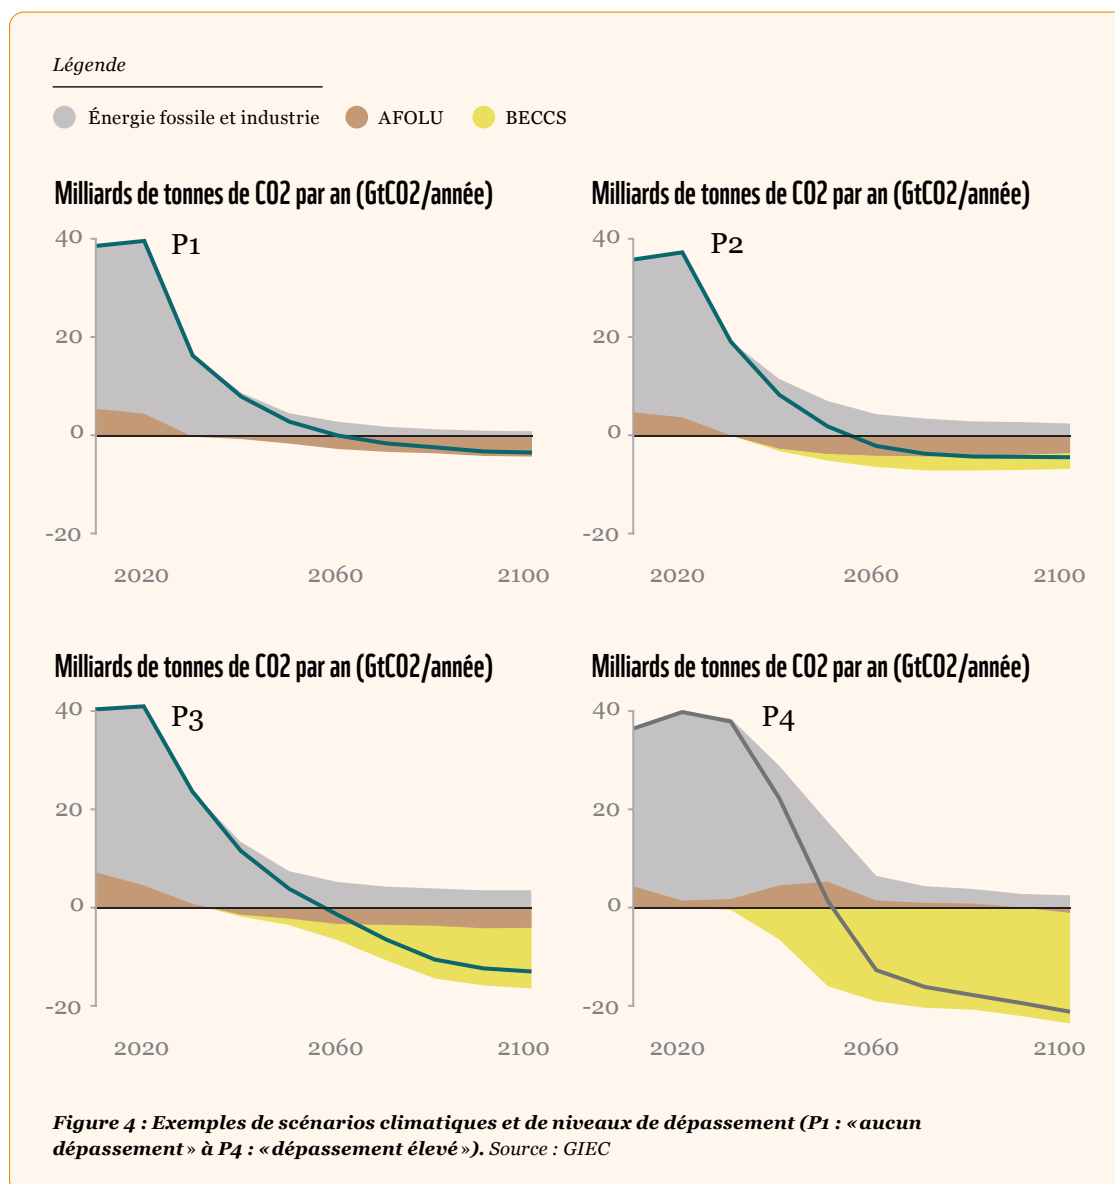 Légende
Énergie fossile et industrie AFOLU BECCS
Milliards de tonnes de CO2 par an (GtCO2/année)
40
P1
20
0
-20
2020 2060 2100
Milliards de tonnes de CO2 par an (GtCO2/année)
40
P2
20
0
-20
2020 2060 2100
Milliards de tonnes de CO2 par an (GtCO2/année)
40
P3
20
0
-20
2020 2060 2100
Milliards de tonnes de CO2 par an (GtCO2/année)
40
P4
20
0
-20
2020 2060 2100
Figure 4 : Exemples de scénarios climatiques et de niveaux de dépassement (P1 : «aucun
dépassement» à P4 : «dépassement élevé»). Source : GIEC